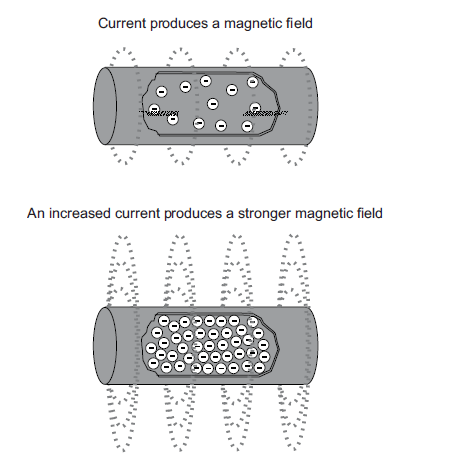 Current produces a magnetic field
An increased current produces a stronger magnetic field